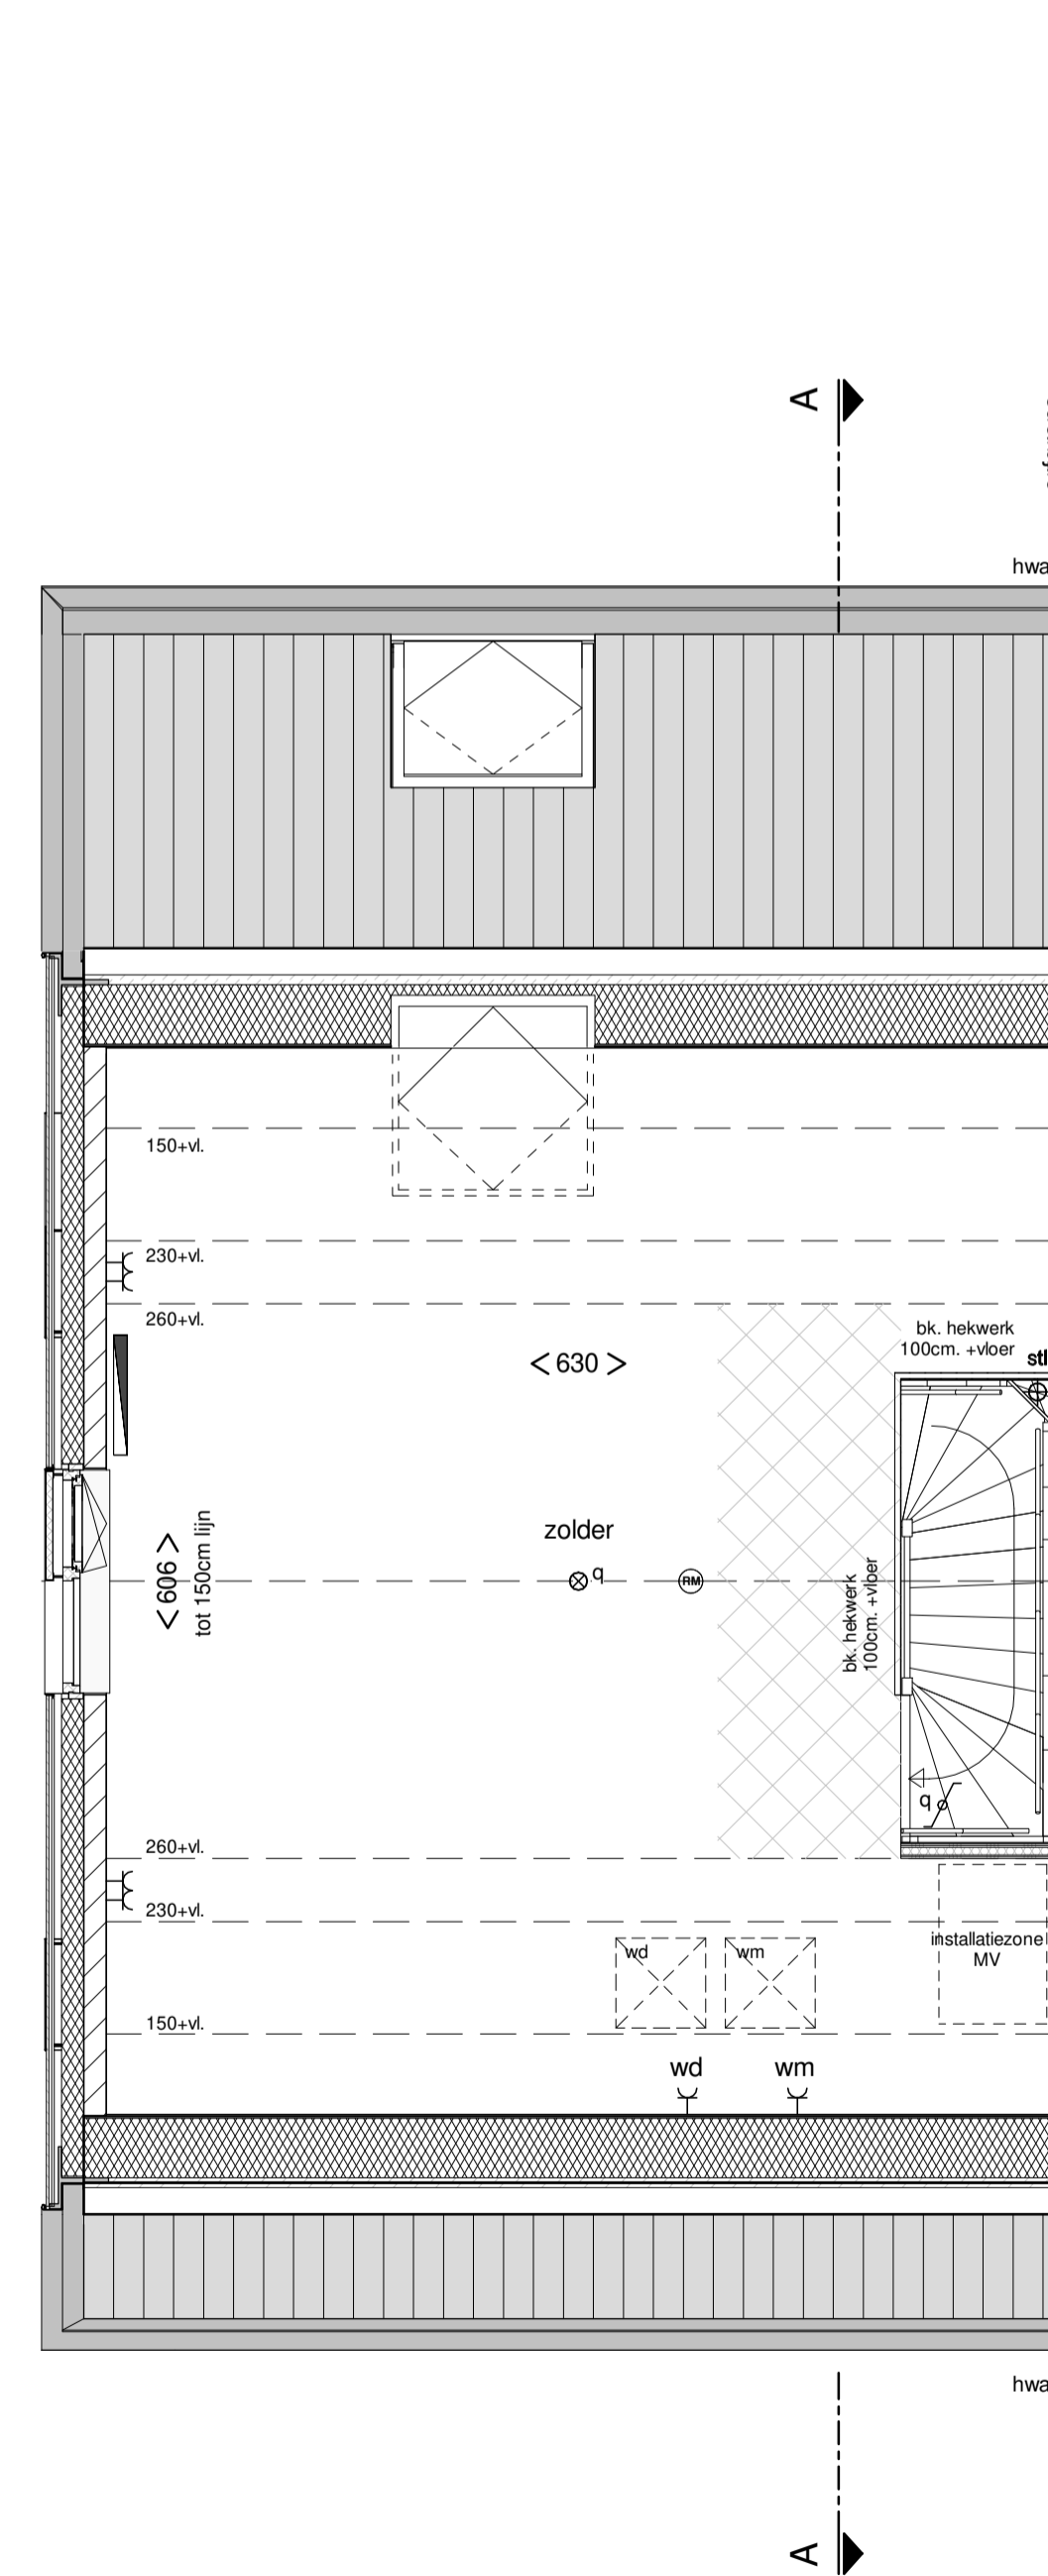 A
hwa
150+vl.
230+vl.
260+vl.
bk. hekwerk
100cm. +vloer
< 630 >
zolder
q
RM
< 606 >
tot 150cm lijn
bk. hekwerk
100cm. +vloer
q
260+vl.
230+vl.
wd
wm
installatiezone
MV
150+vl.
wd
wm
hwa
A